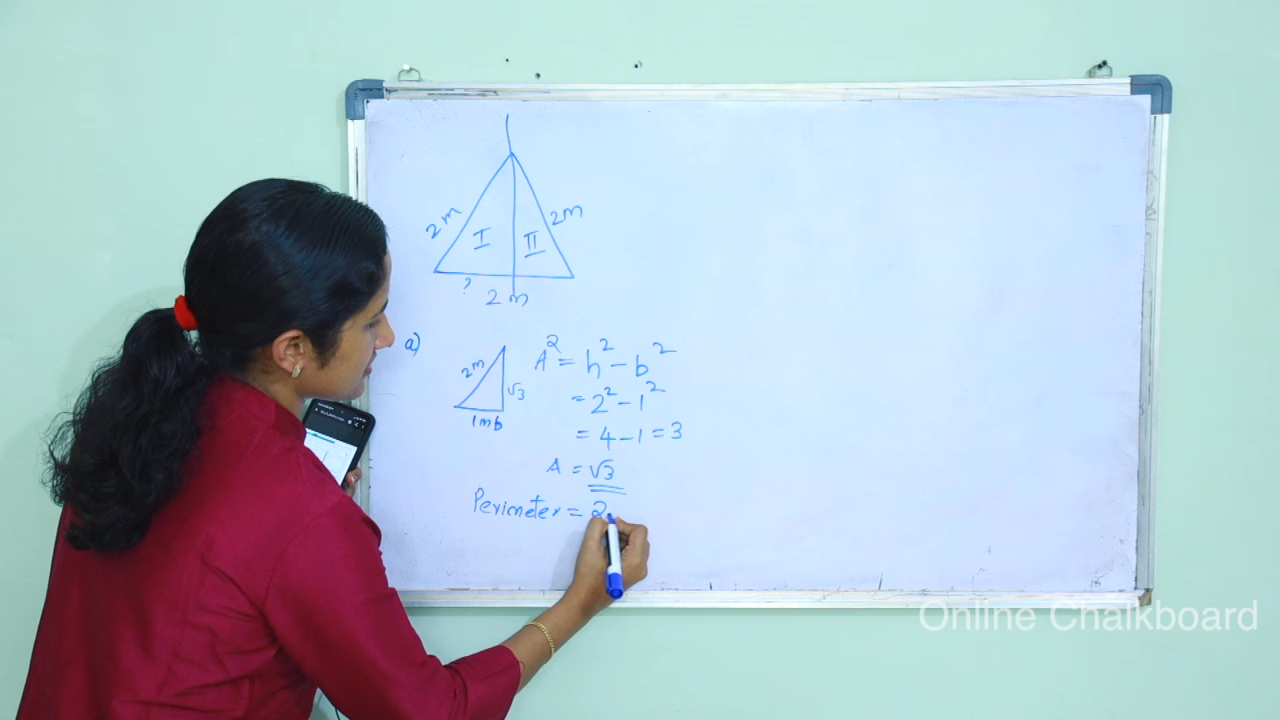 2m
2m
I
II
?
2 m
a)
2m
√3
1m b
A² = h² - b²
= 2² - 1²
= 4 - 1 = 3
A = √3
Perimeter = 2
Online Chalkboard